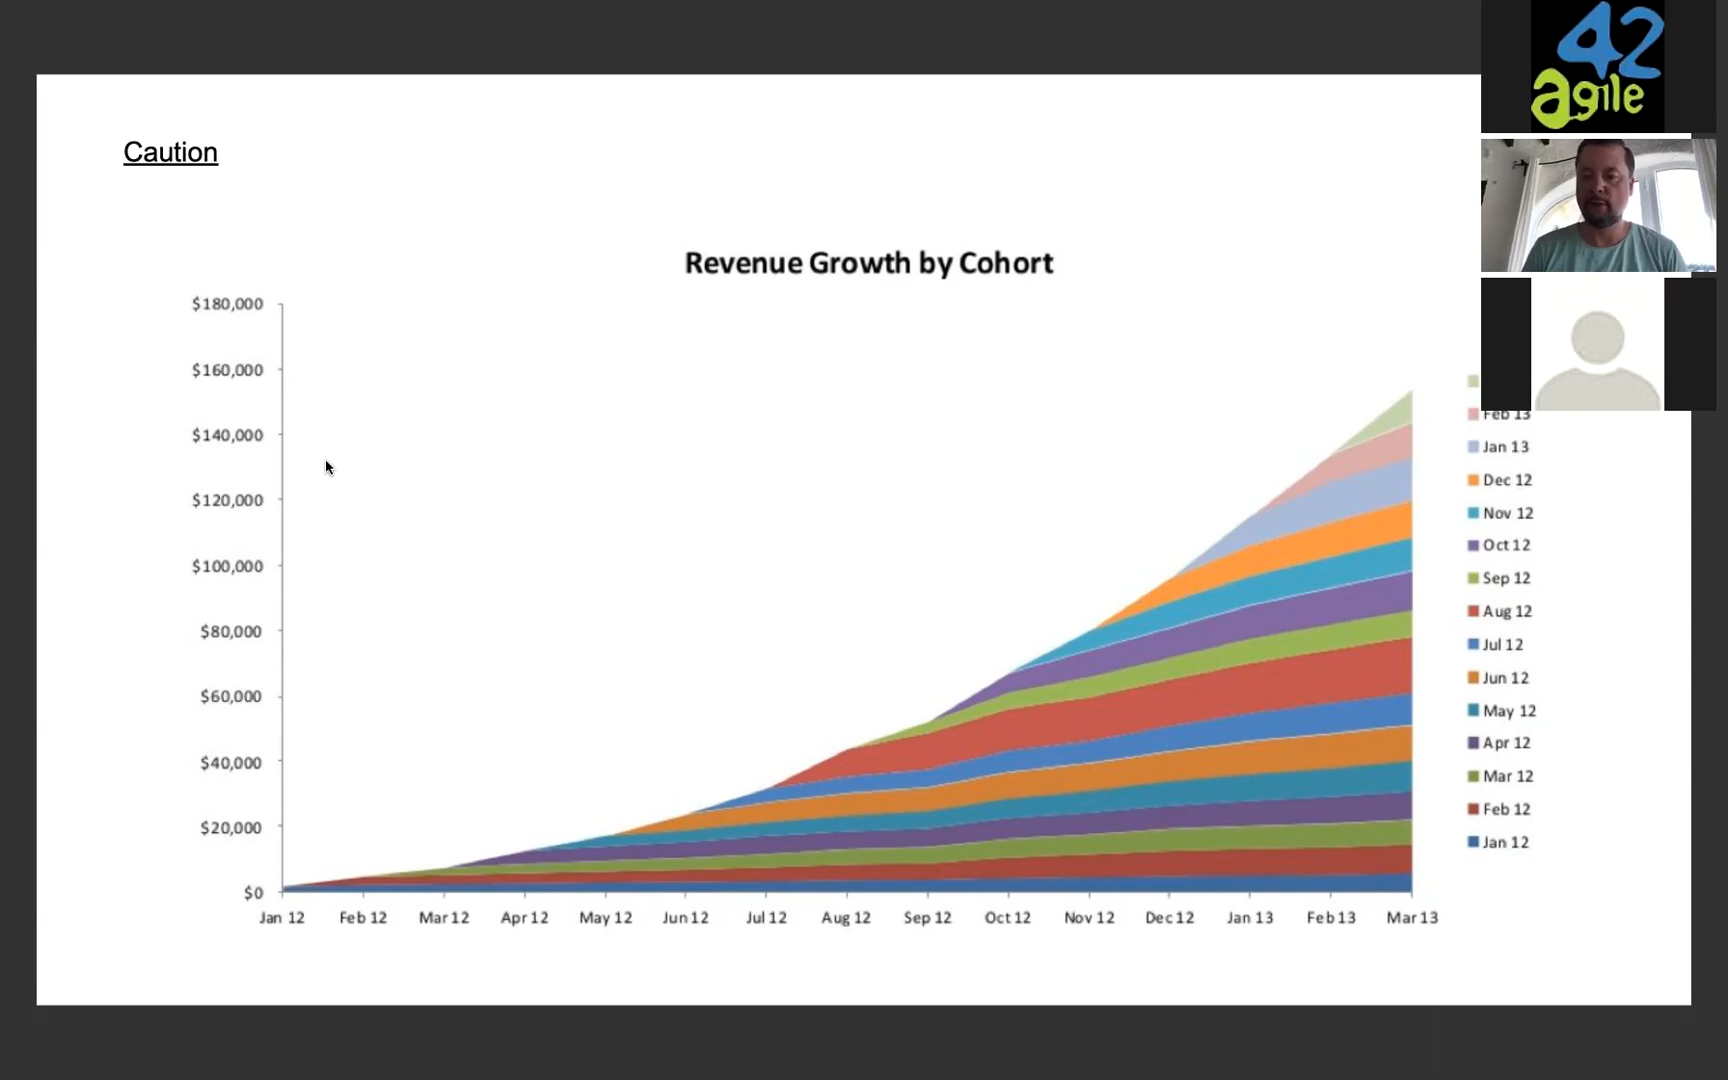 42
agile
Caution
Revenue Growth by Cohort
$180,000
$160,000
$140,000
$120,000
$100,000
$80,000
$60,000
$40,000
$20,000
$0
Jan 12 Feb 12 Mar 12 Apr 12 May 12 Jun 12 Jul 12 Aug 12 Sep 12 Oct 12 Nov 12 Dec 12 Jan 13 Feb 13 Mar 13
Feb 13
Jan 13
Dec 12
Nov 12
Oct 12
Sep 12
Aug 12
Jul 12
Jun 12
May 12
Apr 12
Mar 12
Feb 12
Jan 12